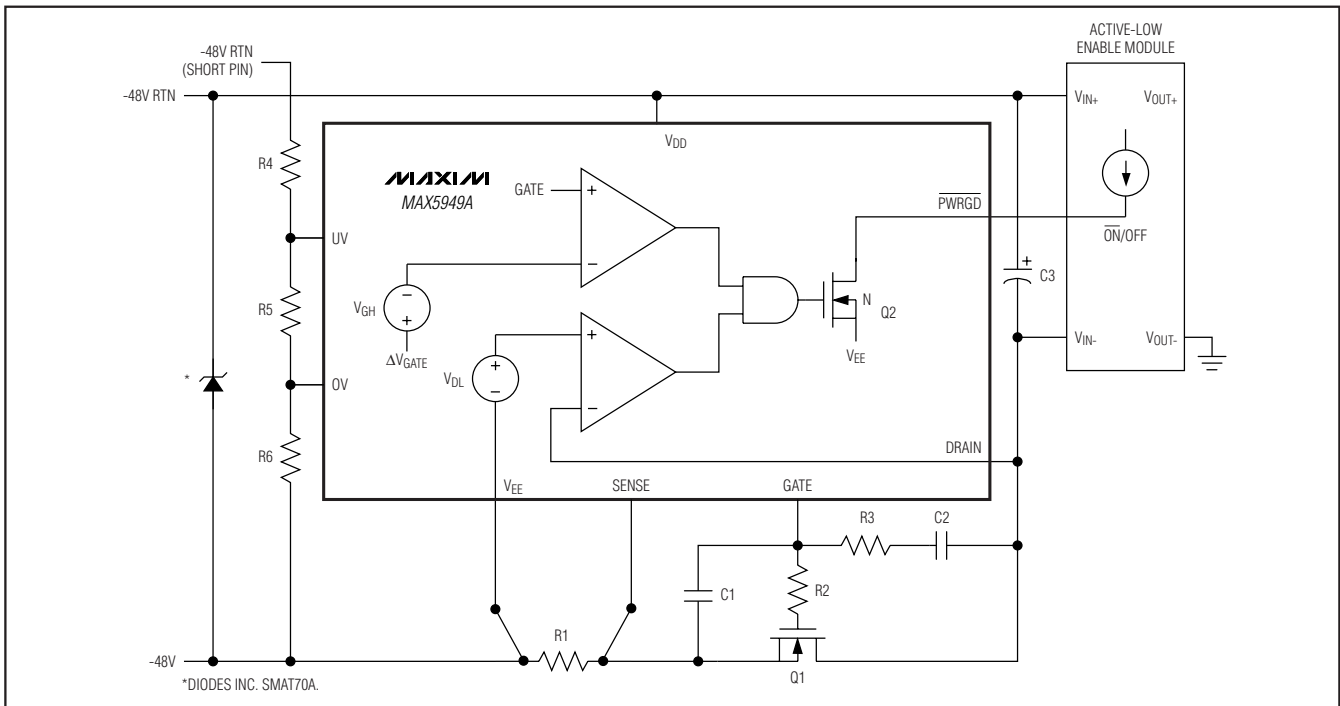 ACTIVE-LOW
ENABLE MODULE
-48V RTN
(SHORT PIN)
-48V RTN
VIN+
VOUT+
VDD
R4
MAXIM
MAX5949A
GATE
+
-
PWRGD
ON/OFF
UV
+
C3
R5
VGH
-
+
ΔVGATE
N
Q2
VEE
VIN-
VOUT-
+
-
VDL
+
-
*
OV
R6
DRAIN
VEE
SENSE
GATE
R3
C2
C1
R2
R1
-48V
Q1
*DIODES INC. SMAT70A.